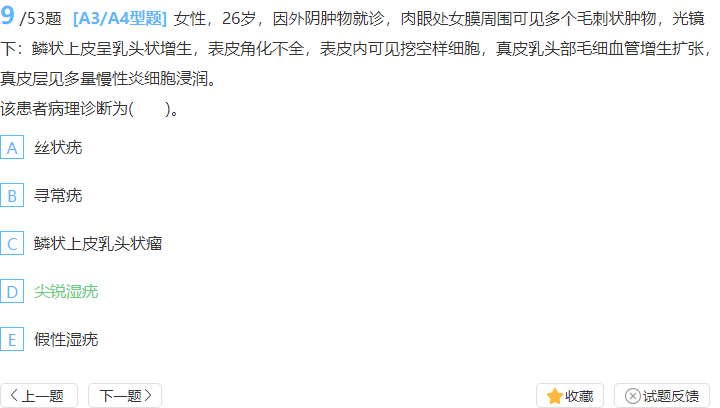 9 /53题 [A3/A4型题] 女性，26岁，因外阴肿物就诊，肉眼处女膜周围可见多个毛刺状肿物，光镜
下：鳞状上皮呈乳头状增生，表皮角化不全，表皮内可见挖空样细胞，真皮乳头部毛细血管增生扩张，
真皮层见多量慢性炎细胞浸润。
该患者病理诊断为(　　)。
A 丝状疣
B 寻常疣
C 鳞状上皮乳头状瘤
D 尖锐湿疣
E 假性湿疣
上一题 下一题 收藏 试题反馈